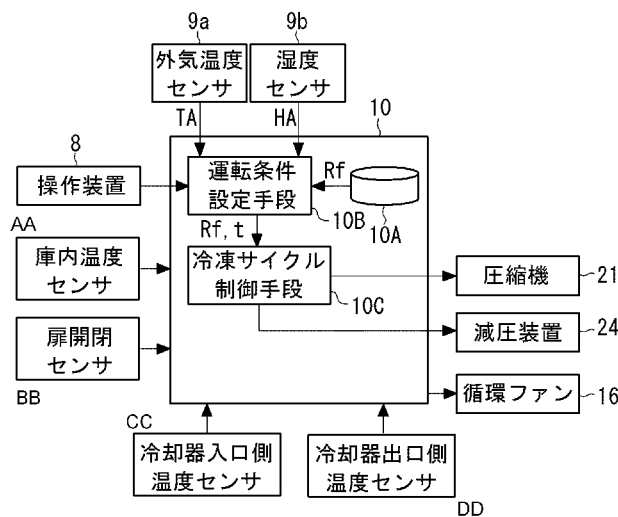 9a
9b
外気温度
センサ
湿度
センサ
TA
HA
10
8
操作装置
運転条件
設定手段
Rf
10A
10B
AA
Rf,t
庫内温度
センサ
冷凍サイクル
制御手段
10C
圧縮機
21
扉開閉
センサ
減圧装置
24
BB
循環ファン
16
CC
冷却器入口側
温度センサ
冷却器出口側
温度センサ
DD